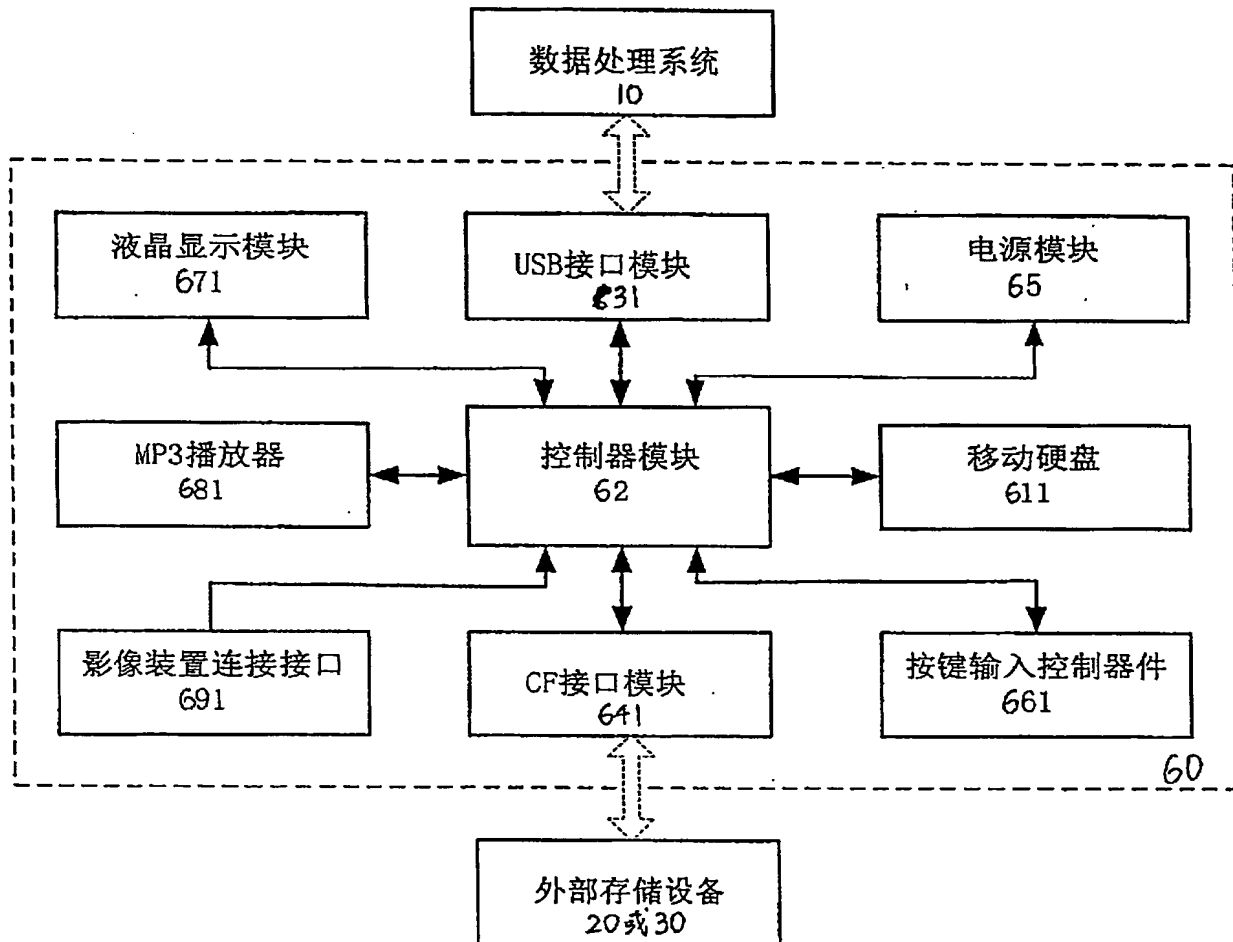 数据处理系统
10
液晶显示模块
671
USB接口模块
631
电源模块
65
MP3播放器
681
控制器模块
62
移动硬盘
611
影像装置连接接口
691
CF接口模块
641
按键输入控制器件
661
60
外部存储设备
20或30